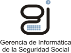 Gerencia de Informática
de la Seguridad Social